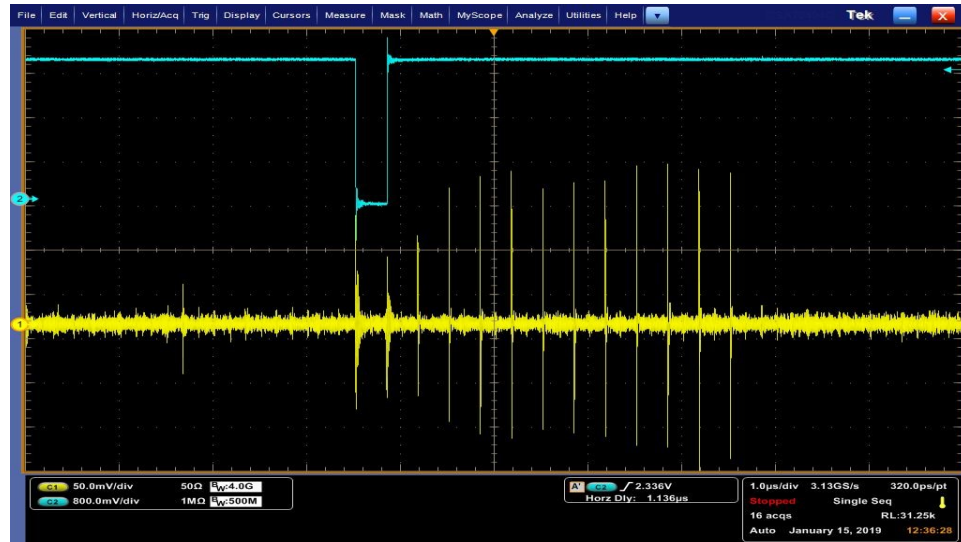 File Edit Vertical Horiz/Acq Trig Display Cursors Measure Mask Math MyScope Analyze Utilities Help Tek
2
1
C1 50.0mV/div 50Ω BW:4.0G
C2 800.0mV/div 1MΩ BW:500M
A' C2 2.336V
Horz Dly: 1.136µs
1.0µs/div 3.13GS/s 320.0ps/pt
Stopped Single Seq
16 acqs RL:31.25k
Auto January 15, 2019 12:36:28